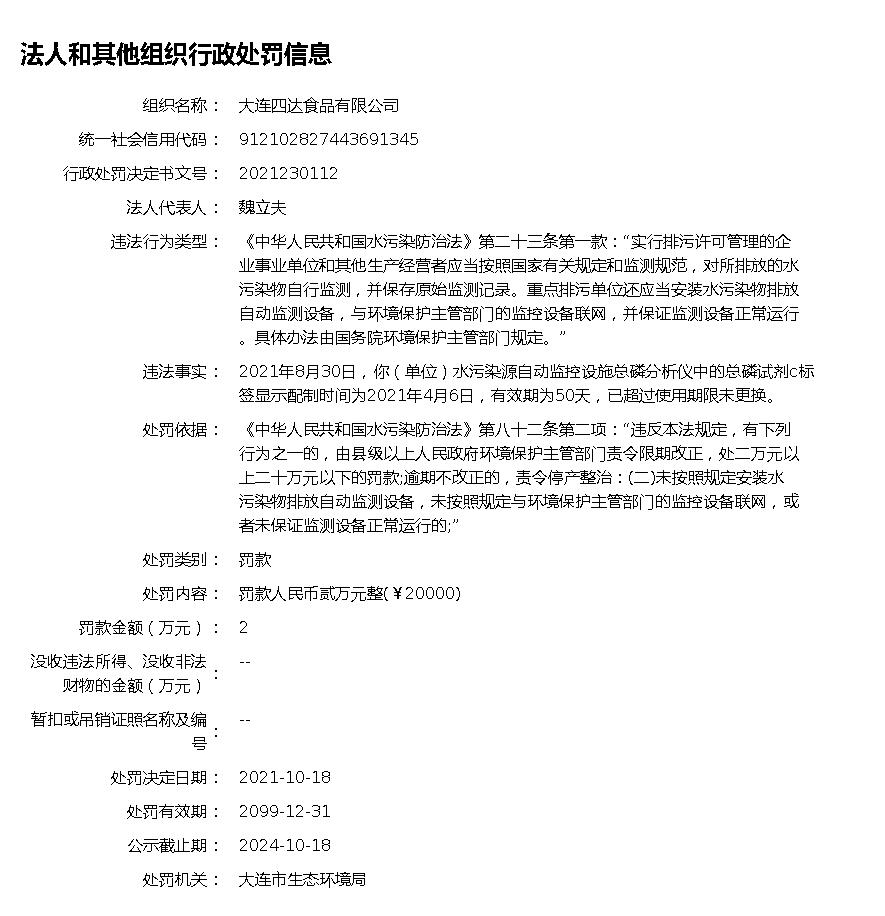 法人和其他组织行政处罚信息
组织名称： 大连四达食品有限公司
统一社会信用代码： 912102827443691345
行政处罚决定书文号： 2021230112
法人代表人： 魏立夫
违法行为类型： 《中华人民共和国水污染防治法》第二十三条第一款：“实行排污许可管理的企
业事业单位和其他生产经营者应当按照国家有关规定和监测规范，对所排放的水
污染物自行监测，并保存原始监测记录。重点排污单位还应当安装水污染物排放
自动监测设备，与环境保护主管部门的监控设备联网，并保证监测设备正常运行
。具体办法由国务院环境保护主管部门规定。”
违法事实： 2021年8月30日，你（单位）水污染源自动监控设施总磷分析仪中的总磷试剂c标
签显示配制时间为2021年4月6日，有效期为50天，已超过使用期限未更换。
处罚依据： 《中华人民共和国水污染防治法》第八十二条第二项：“违反本法规定，有下列
行为之一的，由县级以上人民政府环境保护主管部门责令限期改正，处二万元以
上二十万元以下的罚款;逾期不改正的，责令停产整治：(二)未按照规定安装水
污染物排放自动监测设备，未按照规定与环境保护主管部门的监控设备联网，或
者未保证监测设备正常运行的;”
处罚类别： 罚款
处罚内容： 罚款人民币贰万元整(￥20000)
罚款金额（万元）： 2
没收违法所得、没收非法
财物的金额（万元）： --
暂扣或吊销证照名称及编
号： --
处罚决定日期： 2021-10-18
处罚有效期： 2099-12-31
公示截止期： 2024-10-18
处罚机关： 大连市生态环境局